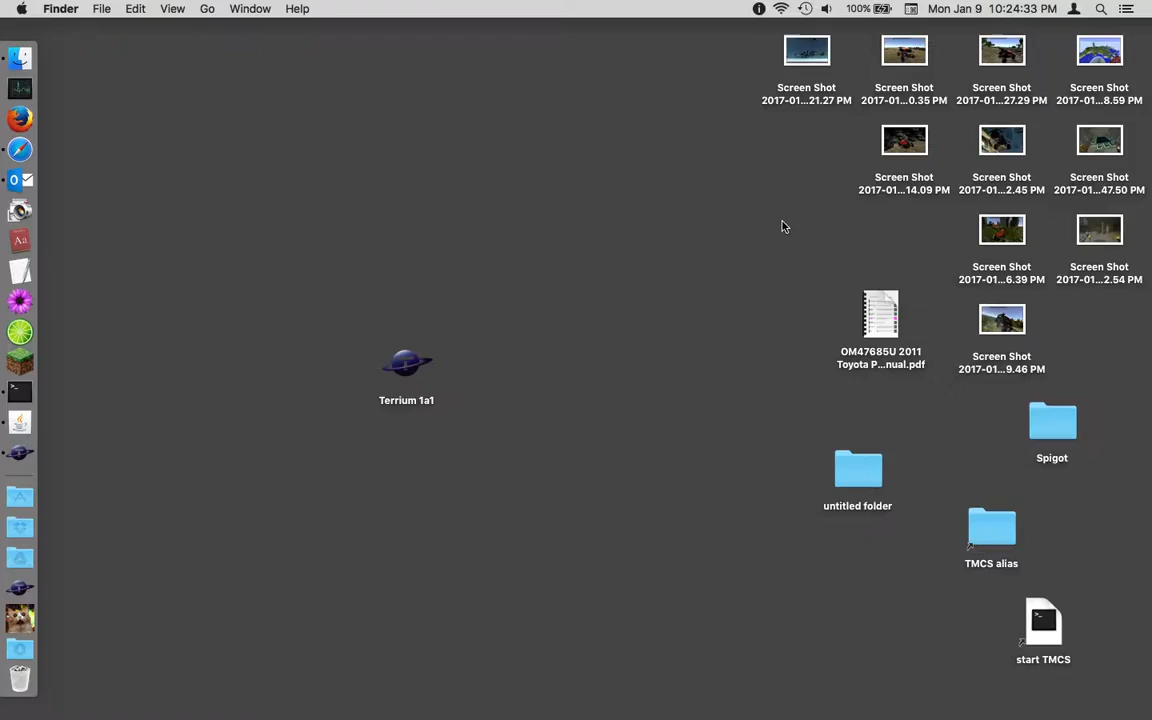 Finder File Edit View Go Window Help 100% Mon Jan 9 10:24:33 PM
Screen Shot
2017-01...21.27 PM
Screen Shot
2017-01...0.35 PM
Screen Shot
2017-01...27.29 PM
Screen Shot
2017-01...8.59 PM
Screen Shot
2017-01...14.09 PM
Screen Shot
2017-01...2.45 PM
Screen Shot
2017-01...47.50 PM
Screen Shot
2017-01...6.39 PM
Screen Shot
2017-01...2.54 PM
OM47685U 2011
Toyota P...nual.pdf
Screen Shot
2017-01...9.46 PM
Terrium 1a1
Spigot
untitled folder
TMCS alias
start TMCS
Aa